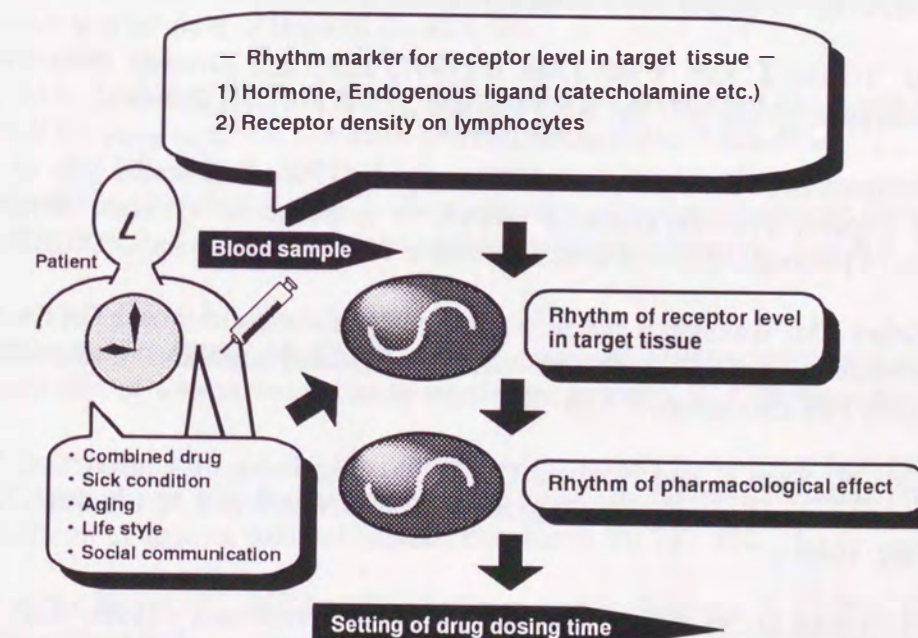 — Rhythm marker for receptor level in target tissue —
1) Hormone, Endogenous ligand (catecholamine etc.)
2) Receptor density on lymphocytes
Blood sample
Patient
Rhythm of receptor level
in target tissue
• Combined drug
• Sick condition
• Aging
• Life style
• Social communication
Rhythm of pharmacological effect
Setting of drug dosing time